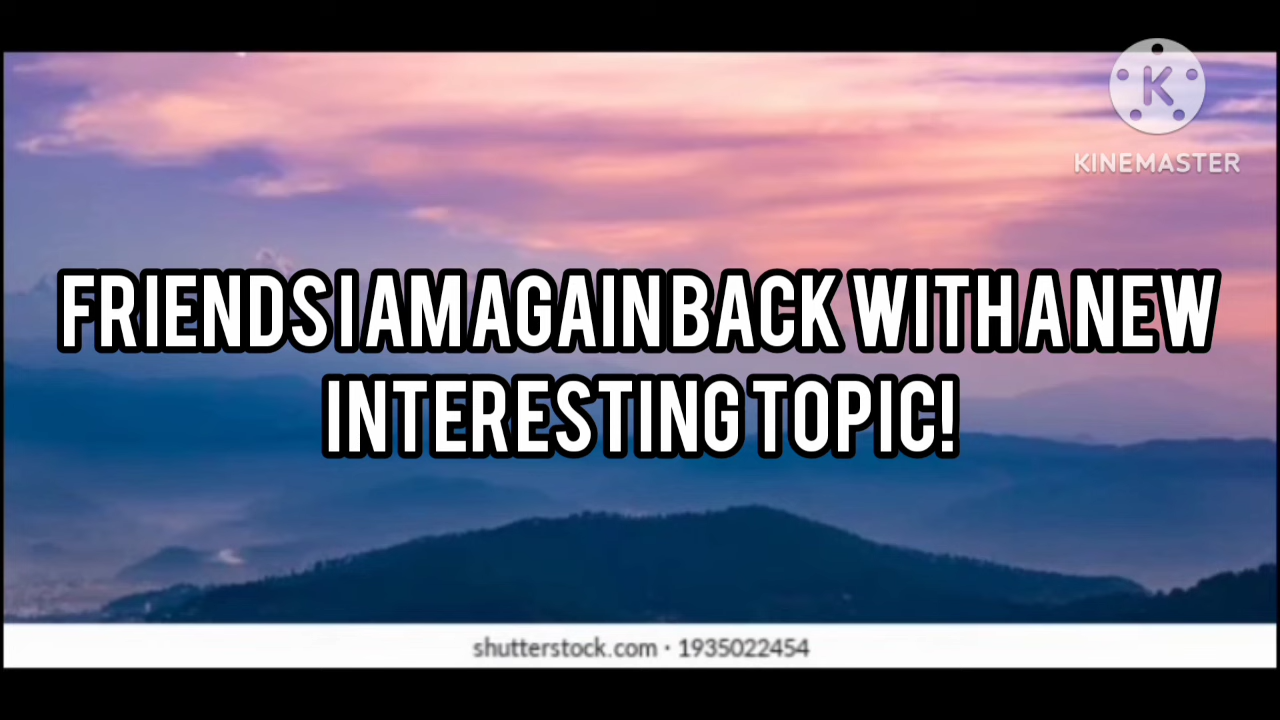 K
KINEMASTER
FRIENDS I AM AGAIN BACK WITH A NEW
INTERESTING TOPIC!
shutterstock.com · 1935022454